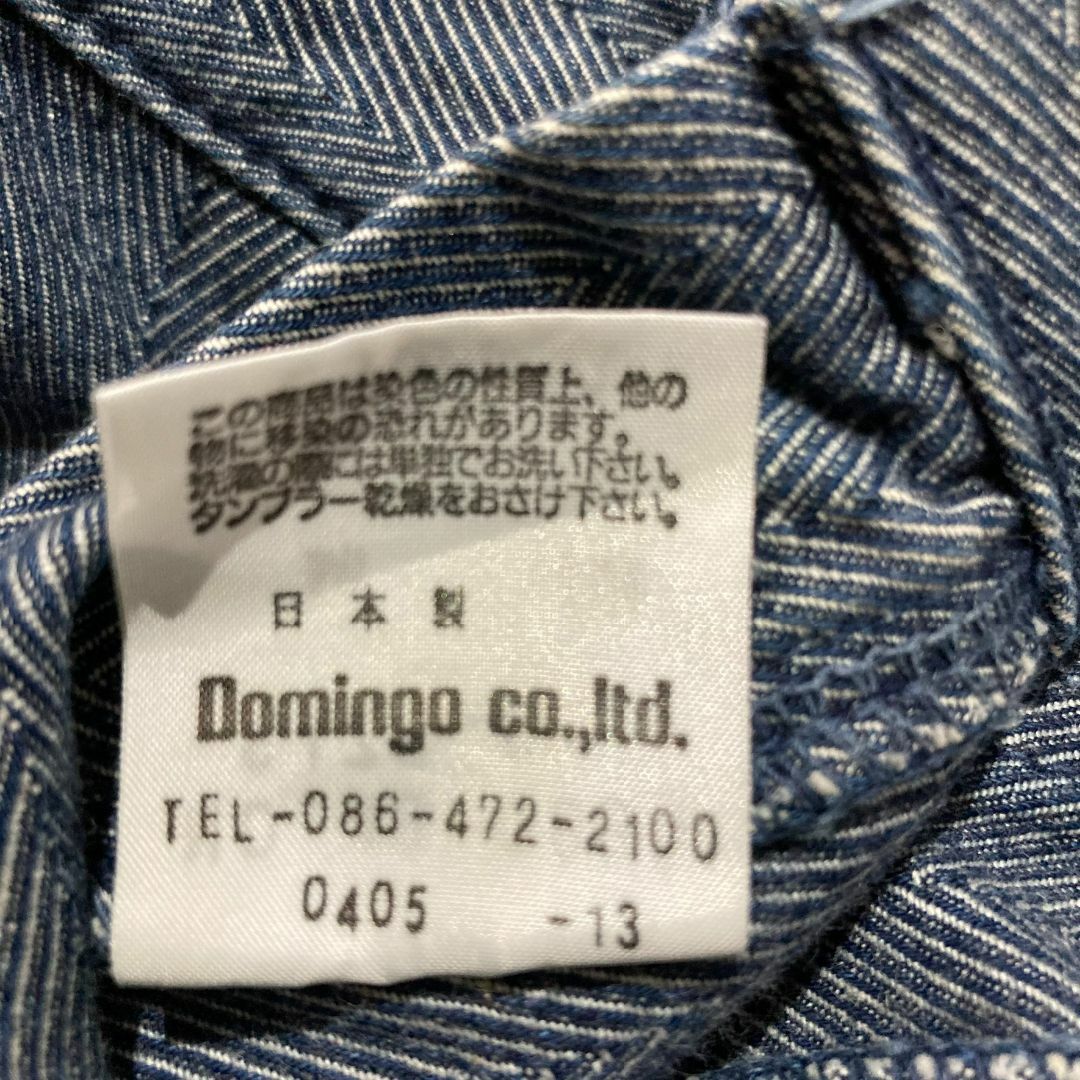 この商品は染色の性質上、他の
物に移染の恐れがあります。
洗濯の際には単独でお洗い下さい。
タンブラー乾燥をおさけ下さい。
日本製
Domingo co.,ltd.
TEL-086-472-2100
0405 -13